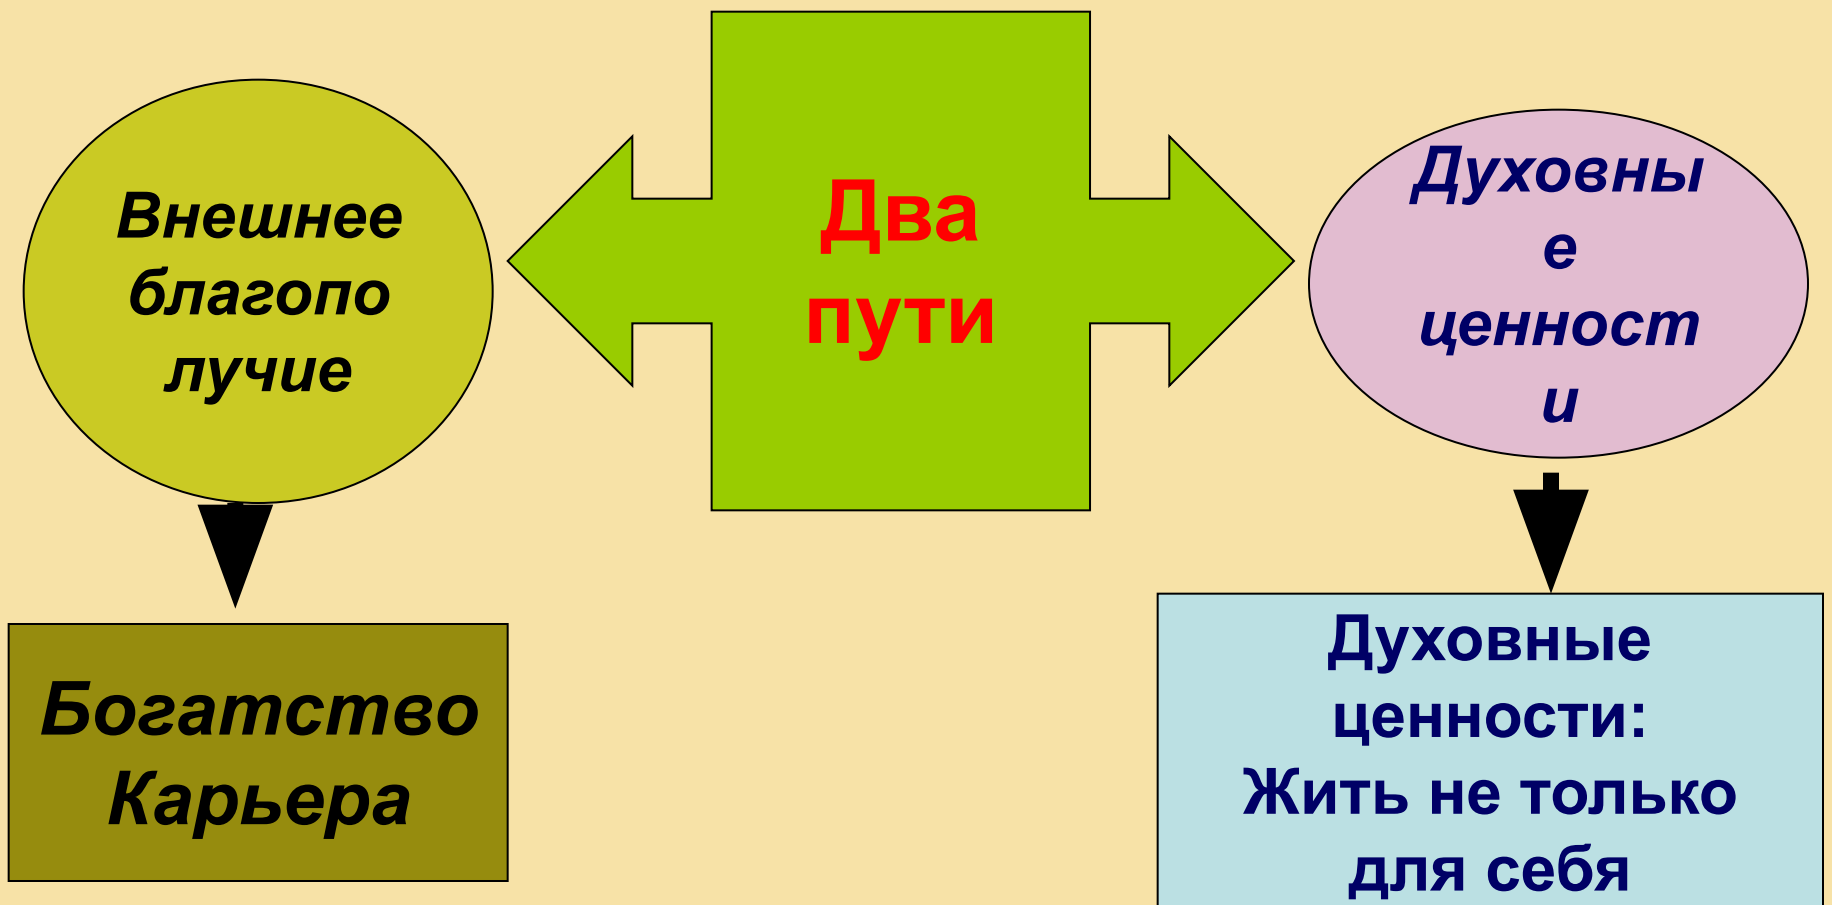 Два
пути
Внешнее
благопо
лучие
Духовны
е
ценност
и
Богатство
Карьера
Духовные
ценности:
Жить не только
для себя